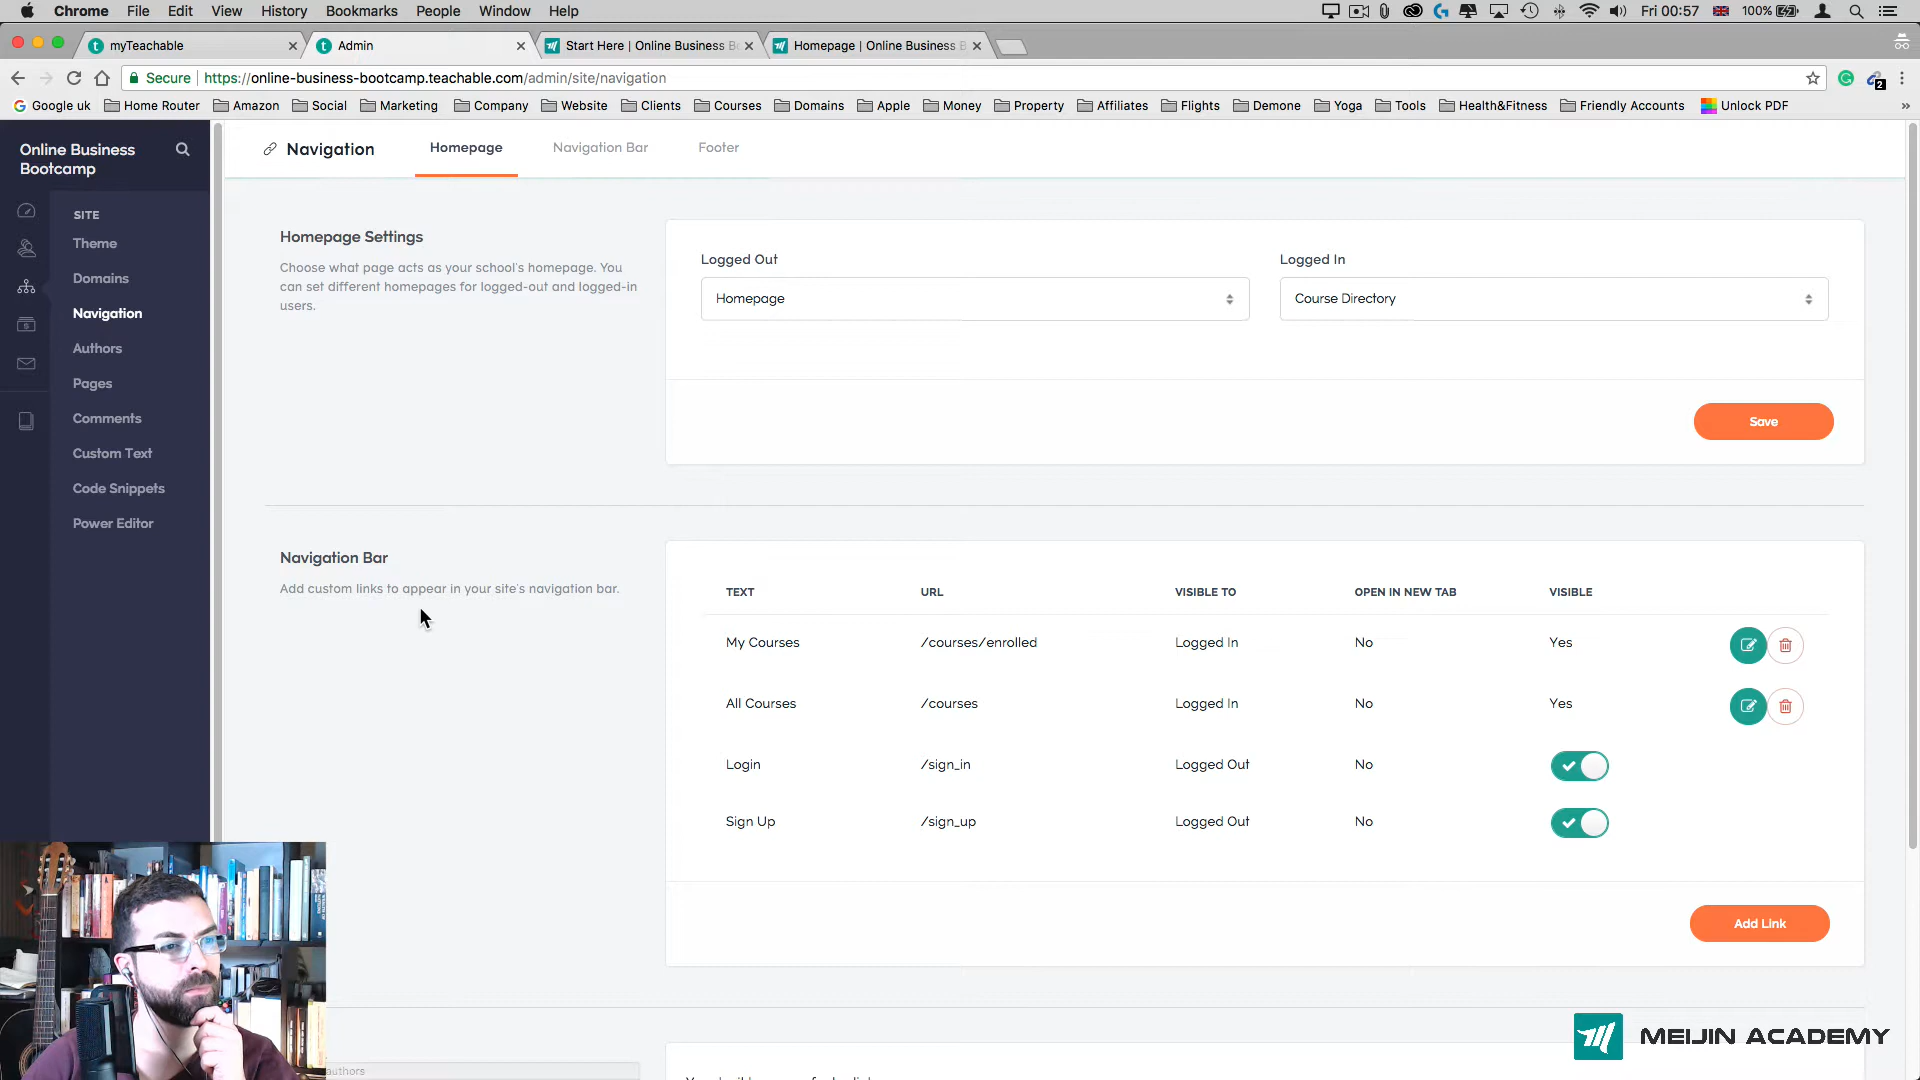 Chrome File Edit View History Bookmarks People Window Help
Fri 00:57 100%
myTeachable
Admin
Start Here | Online Business B
Homepage | Online Business B
Secure https://online-business-bootcamp.teachable.com/admin/site/navigation
2
Google uk Home Router Amazon Social Marketing Company Website Clients Courses Domains Apple Money Property Affiliates Flights Demone Yoga Tools Health&Fitness Friendly Accounts Unlock PDF »
Online Business
Bootcamp
SITE
Theme
Domains
Navigation
Authors
Pages
Comments
Custom Text
Code Snippets
Power Editor
Navigation Homepage Navigation Bar Footer
Homepage Settings
Choose what page acts as your school's homepage. You
can set different homepages for logged-out and logged-in
users.
Logged Out
Homepage
Logged In
Course Directory
Save
Navigation Bar
Add custom links to appear in your site's navigation bar.
TEXT URL VISIBLE TO OPEN IN NEW TAB VISIBLE
My Courses /courses/enrolled Logged In No Yes
All Courses /courses Logged In No Yes
Login /sign_in Logged Out No
Sign Up /sign_up Logged Out No
Add Link
authors
MEIJIN ACADEMY